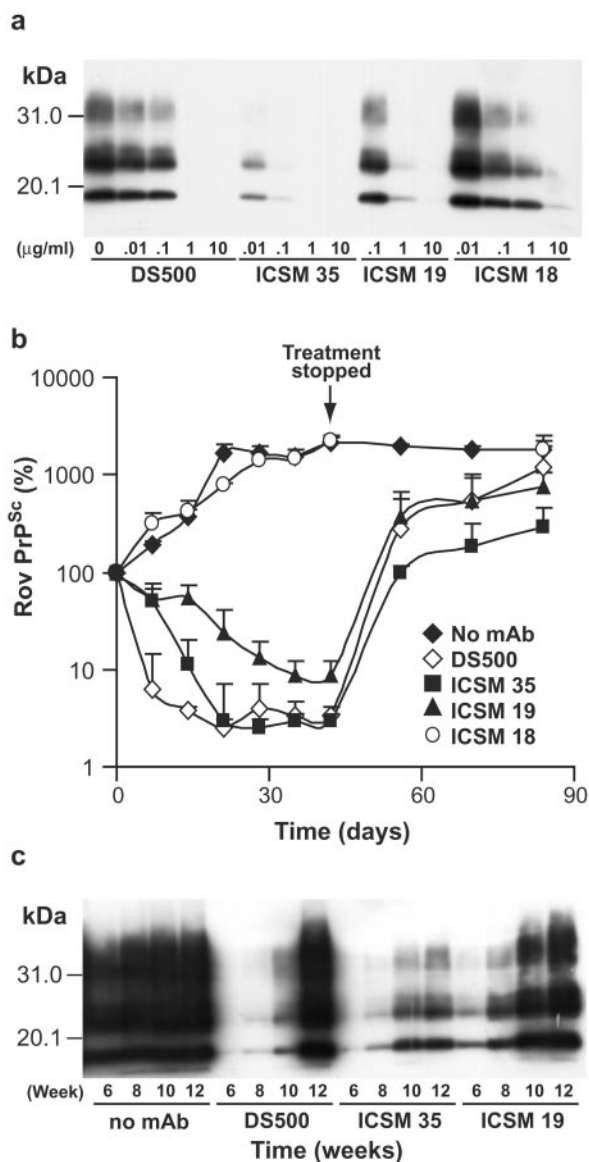 a
kDa
31.0
20.1
(µg/ml) 0 .01 .1 1 10 .01 .1 1 10 .1 1 10 .01 .1 1 10
DS500 ICSM 35 ICSM 19 ICSM 18
b
Treatment
stopped
10000
1000
100
10
1
Rov PrPSc (%)
No mAb
DS500
ICSM 35
ICSM 19
ICSM 18
0 30 60 90
Time (days)
c
kDa
31.0
20.1
(Week) 6 8 10 12 6 8 10 12 6 8 10 12 6 8 10 12
no mAb DS500 ICSM 35 ICSM 19
Time (weeks)